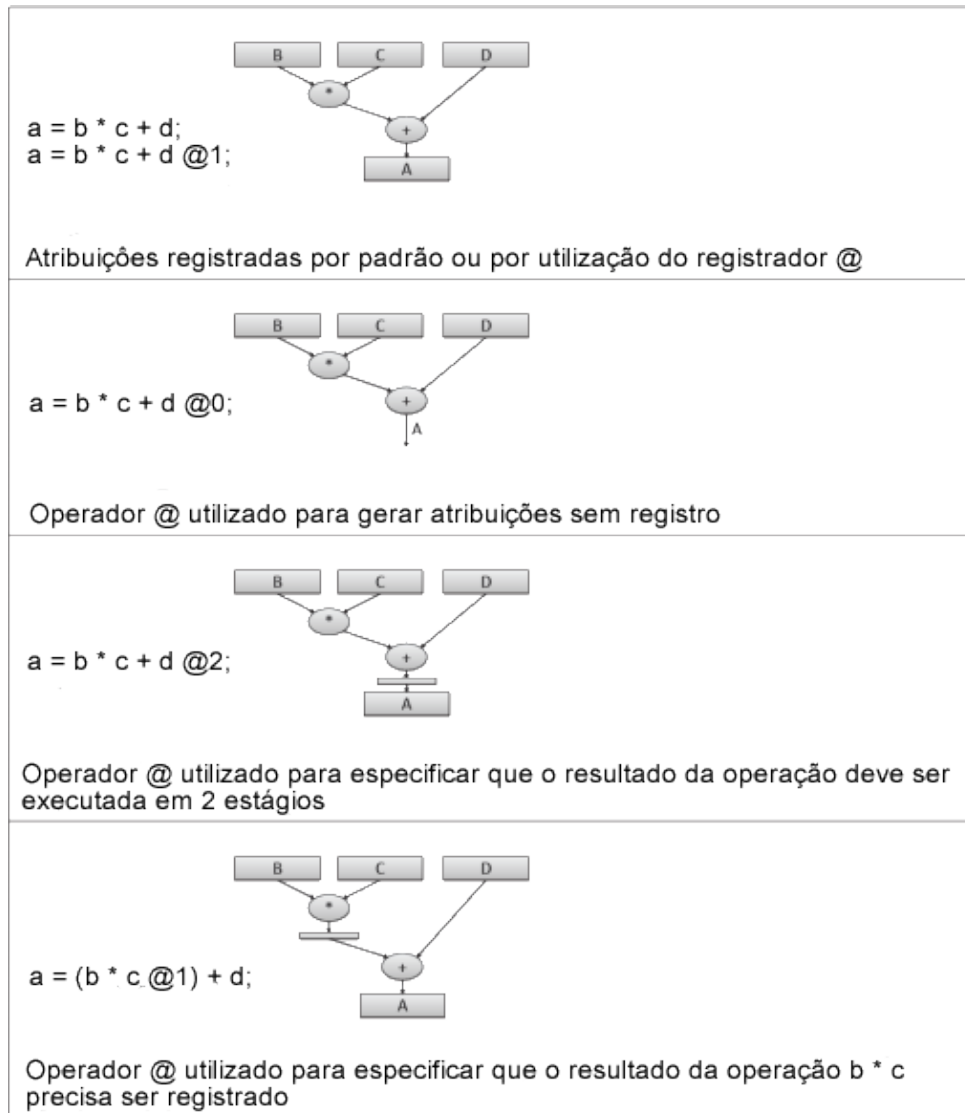 B C D
*
+
A
a = b * c + d;
a = b * c + d @1;
Atribuições registradas por padrão ou por utilização do registrador @
B C D
*
+
A
a = b * c + d @0;
Operador @ utilizado para gerar atribuições sem registro
B C D
*
+
A
a = b * c + d @2;
Operador @ utilizado para especificar que o resultado da operação deve ser
executada em 2 estágios
B C D
*
+
A
a = (b * c @1) + d;
Operador @ utilizado para especificar que o resultado da operação b * c
precisa ser registrado